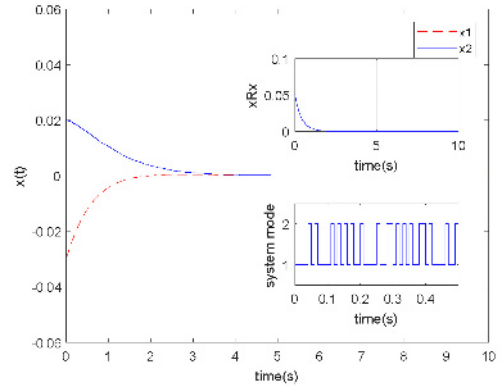 0.06
0.04
0.02
0
-0.02
-0.04
-0.06
x(t)
0 1 2 3 4 5 6 7 8 9 10
time(s)
x1
x2
0.1
0.05
0
xRx
0 5 10
time(s)
2
1
system mode
0 0.1 0.2 0.3 0.4
time(s)